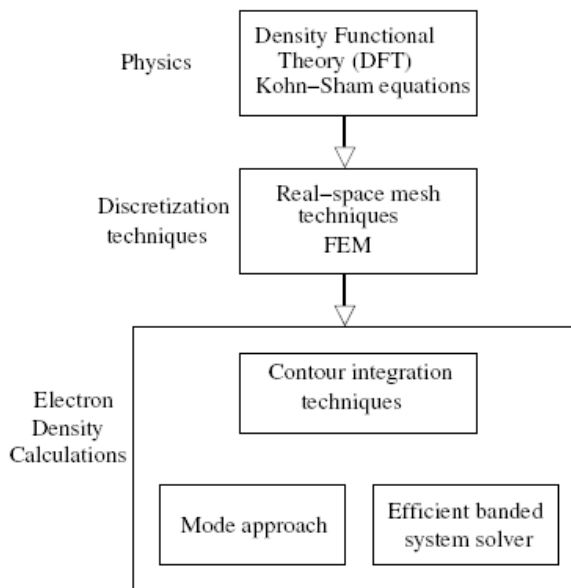 Physics
Density Functional
Theory (DFT)
Kohn−Sham equations
Discretization
techniques
Real−space mesh
techniques
FEM
Electron
Density
Calculations
Contour integration
techniques
Mode approach
Efficient banded
system solver